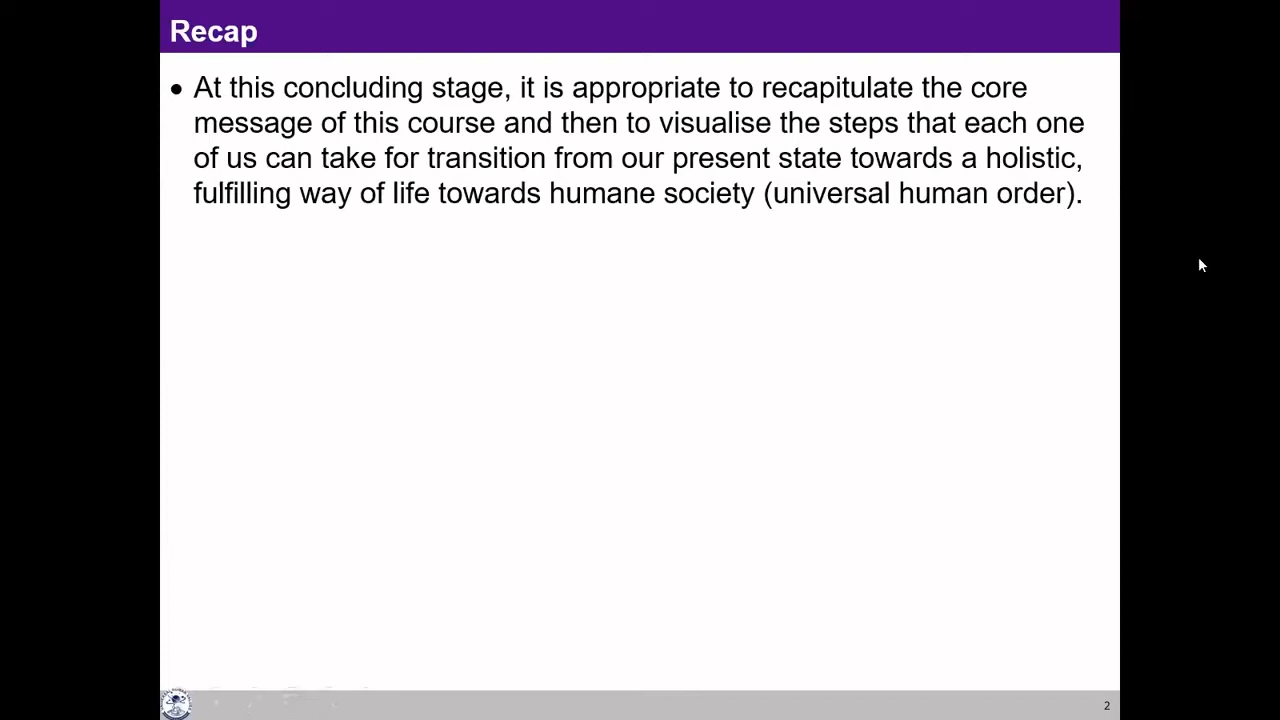 Recap
• At this concluding stage, it is appropriate to recapitulate the core
message of this course and then to visualise the steps that each one
of us can take for transition from our present state towards a holistic,
fulfilling way of life towards humane society (universal human order).
2